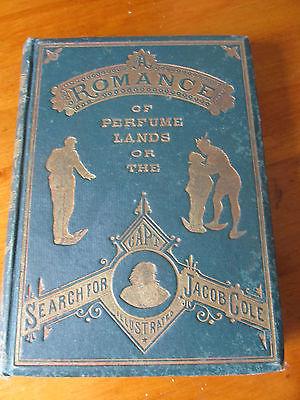 A
ROMANCE
OF
PERFUME
LANDS
OR
THE
SEARCH FOR
CAPT
JACOB COLE
ILLUSTRATED